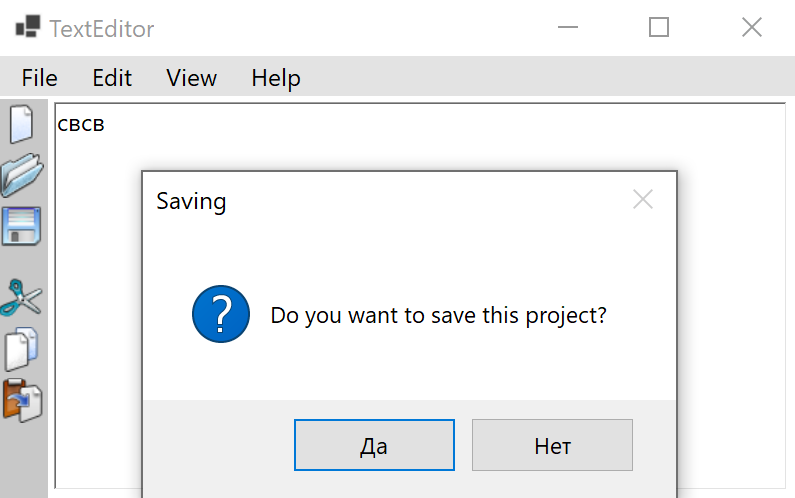 TextEditor
File Edit View Help
свсв
Saving
Do you want to save this project?
Да Нет